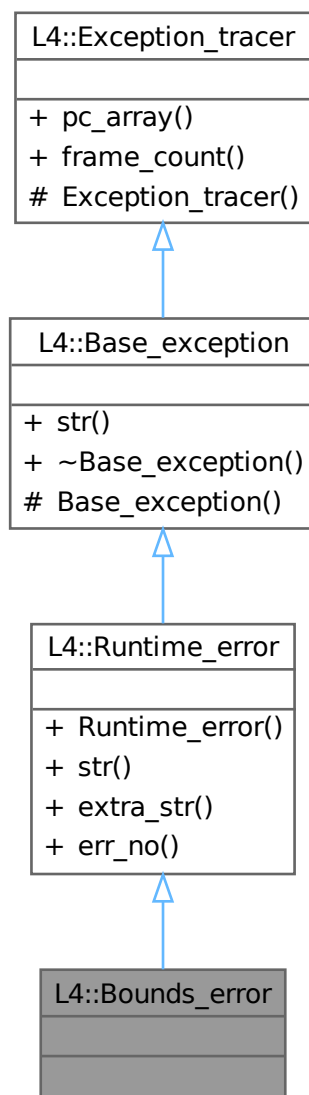 L4::Exception_tracer
+ pc_array()
+ frame_count()
# Exception_tracer()
L4::Base_exception
+ str()
+ ~Base_exception()
# Base_exception()
L4::Runtime_error
+ Runtime_error()
+ str()
+ extra_str()
+ err_no()
L4::Bounds_error